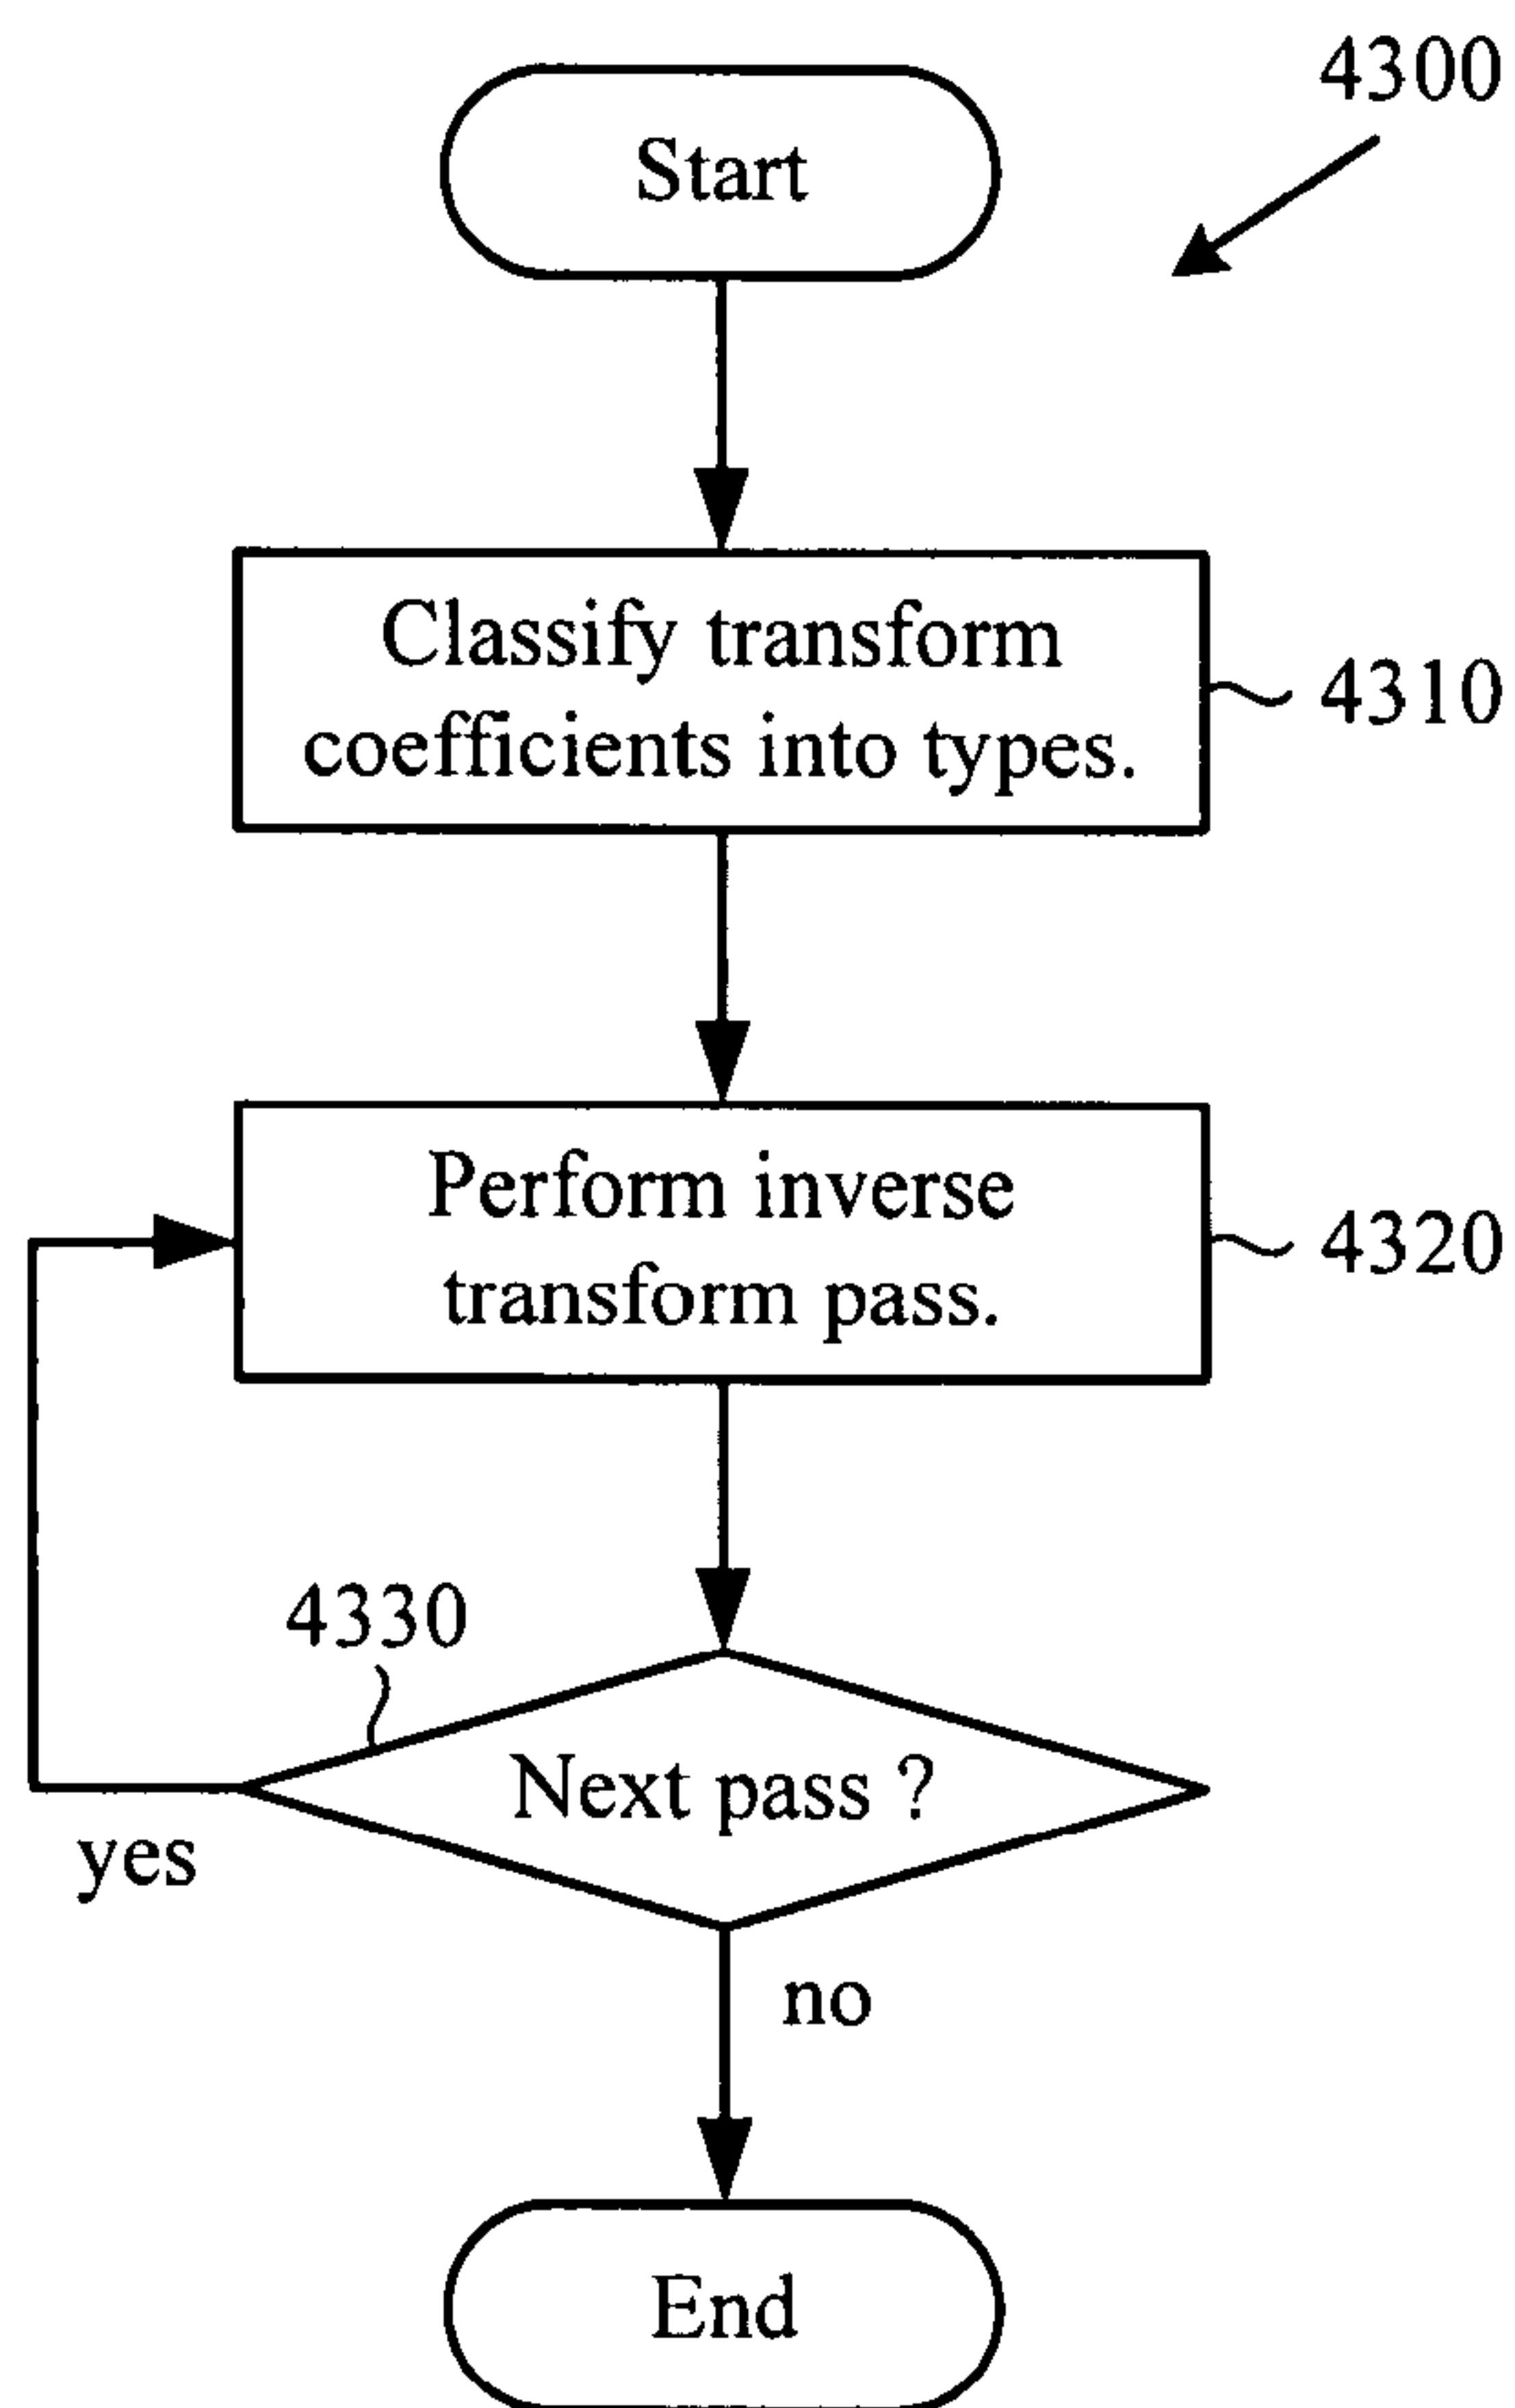 4300
Start
Classify transform
coefficients into types.
4310
Perform inverse
transform pass.
4320
4330
Next pass ?
yes
no
End